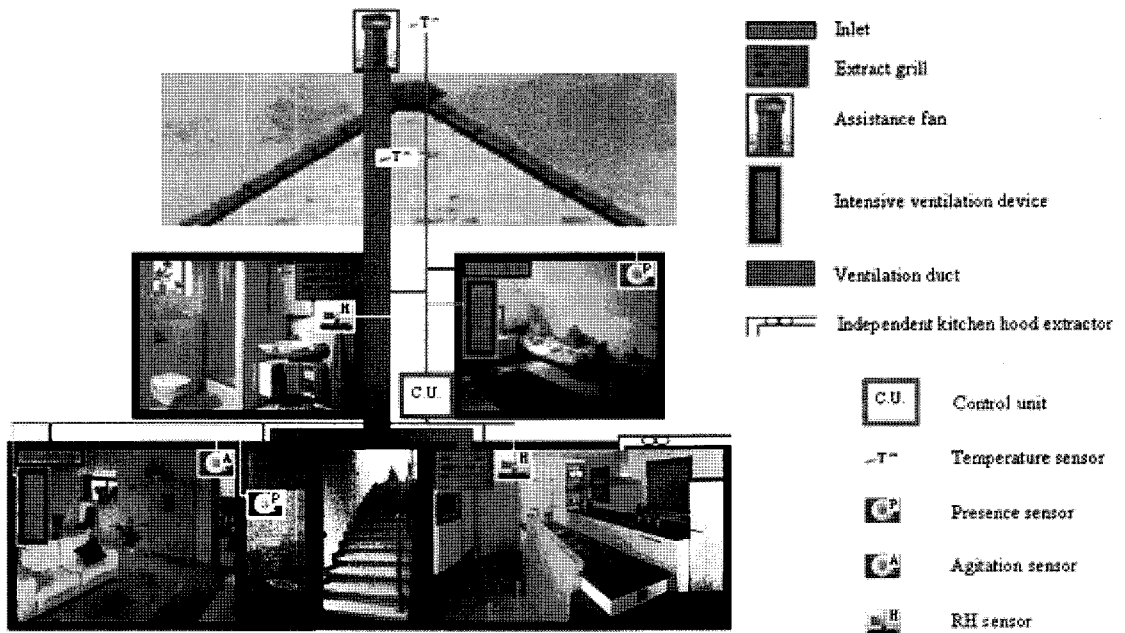 -T-
Inlet
Extract grill
Assistance fan
-T-
Intensive ventilation device
P
Ventilation duct
H
Independent kitchen hood extractor
C.U.
C.U.
Control unit
A
H
-T-
Temperature sensor
P
P
Presence sensor
A
Agitation sensor
H
RH sensor